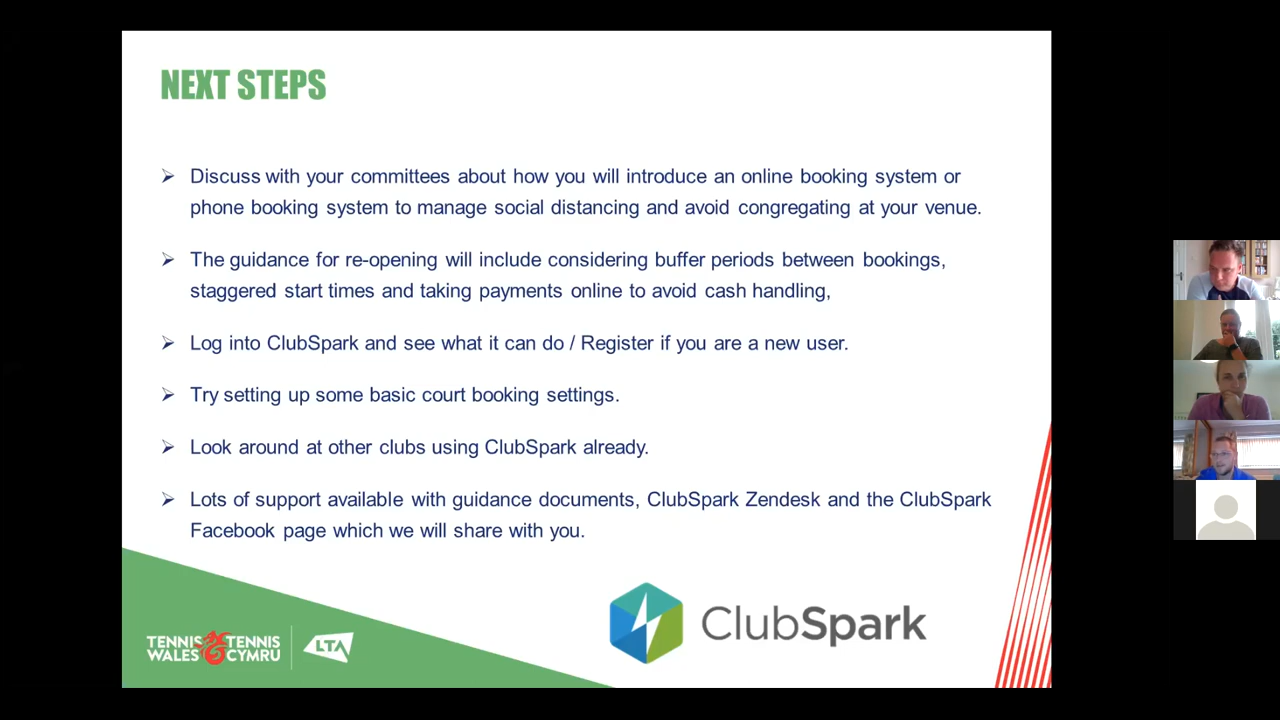 NEXT STEPS
➢ Discuss with your committees about how you will introduce an online booking system or
phone booking system to manage social distancing and avoid congregating at your venue.
➢ The guidance for re-opening will include considering buffer periods between bookings,
staggered start times and taking payments online to avoid cash handling,
➢ Log into ClubSpark and see what it can do / Register if you are a new user.
➢ Try setting up some basic court booking settings.
➢ Look around at other clubs using ClubSpark already.
➢ Lots of support available with guidance documents, ClubSpark Zendesk and the ClubSpark
Facebook page which we will share with you.
TENNIS TENNIS
WALES CYMRU
LTA
ClubSpark